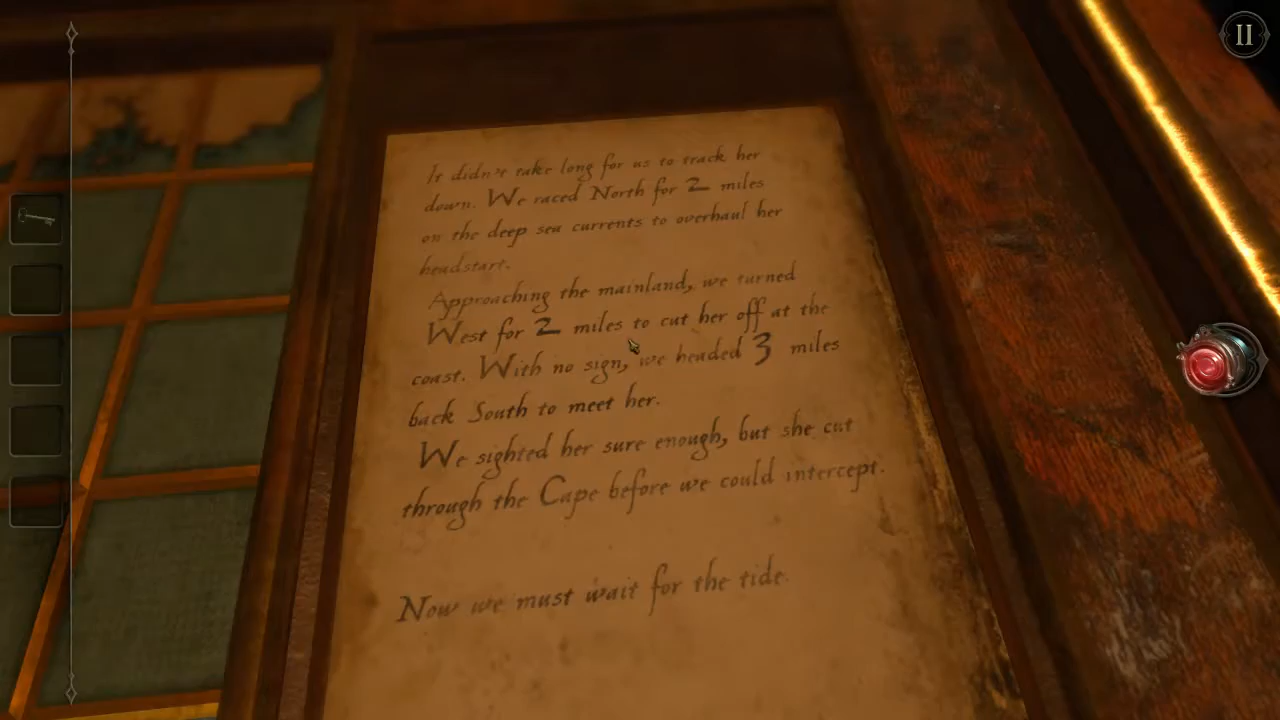 It didn't take long for us to track her
down. We raced North for 2 miles
on the deep sea currents to overhaul her
headstart.
Approaching the mainland, we turned
West for 2 miles to cut her off at the
coast. With no sign, we headed 3 miles
back South to meet her.
We sighted her sure enough, but she cut
through the Cape before we could intercept.
Now we must wait for the tide.